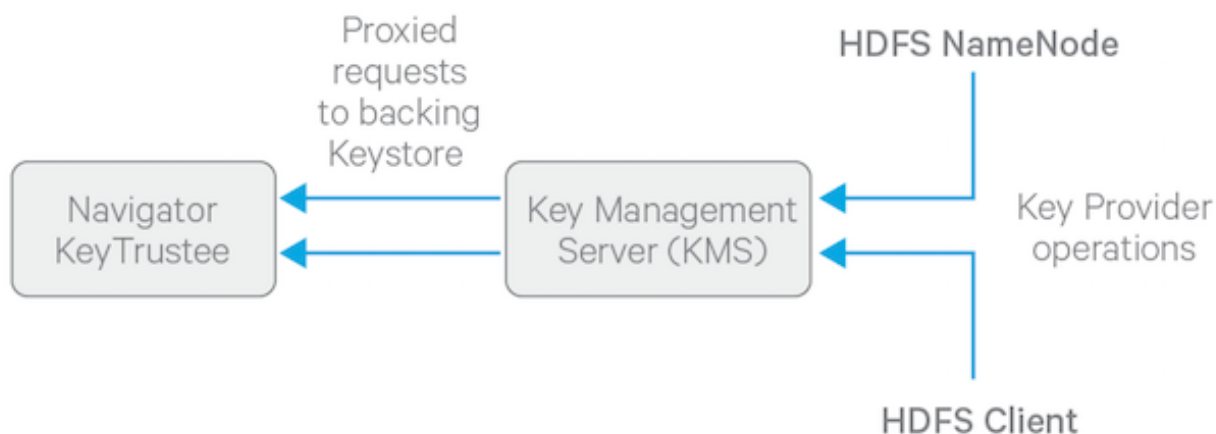 Proxied
requests
to backing
Keystore
HDFS NameNode
Navigator
KeyTrustee
Key Management
Server (KMS)
Key Provider
operations
HDFS Client